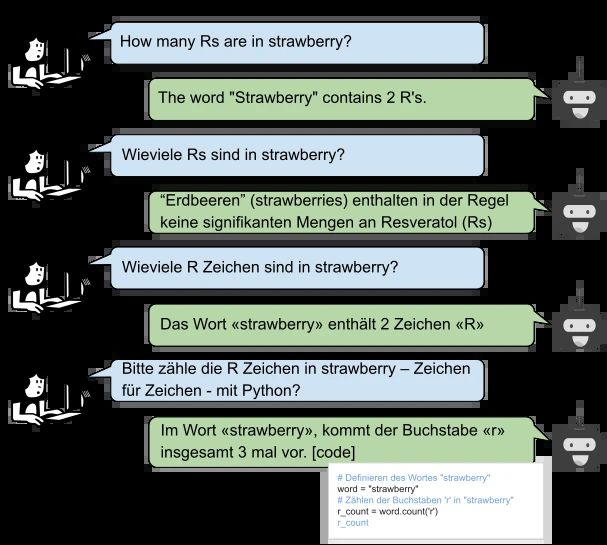 How many Rs are in strawberry?
The word "Strawberry" contains 2 R's.
Wieviele Rs sind in strawberry?
“Erdbeeren” (strawberries) enthalten in der Regel
keine signifikanten Mengen an Resveratol (Rs)
Wieviele R Zeichen sind in strawberry?
Das Wort «strawberry» enthält 2 Zeichen «R»
Bitte zähle die R Zeichen in strawberry – Zeichen
für Zeichen - mit Python?
Im Wort «strawberry», kommt der Buchstabe «r»
insgesamt 3 mal vor. [code]
# Definieren des Wortes "strawberry"
word = "strawberry"
# Zählen der Buchstaben 'r' in "strawberry"
r_count = word.count('r')
r_count